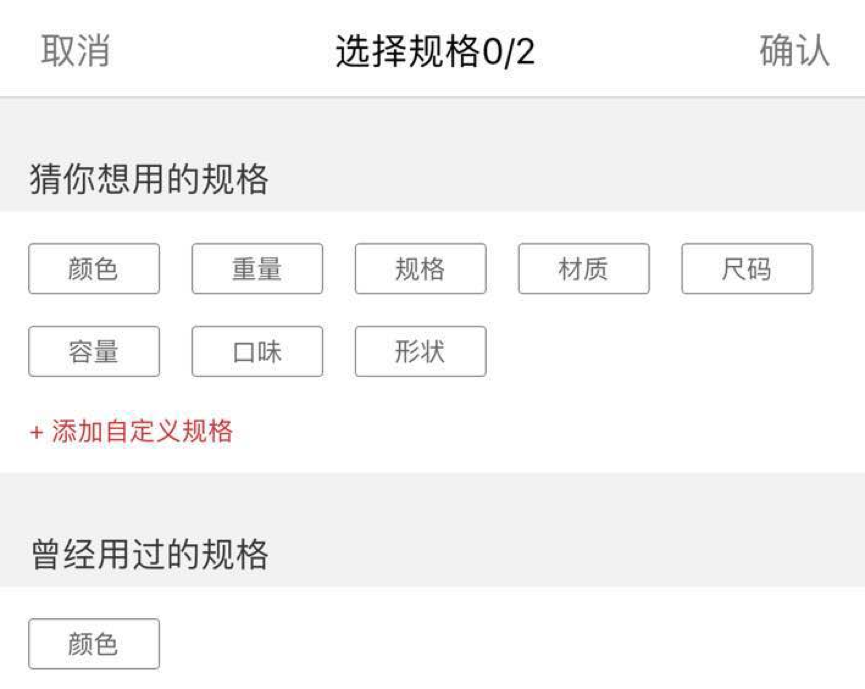 取消 选择规格0/2 确认
猜你想用的规格
颜色 重量 规格 材质 尺码
容量 口味 形状
+ 添加自定义规格
曾经用过的规格
颜色